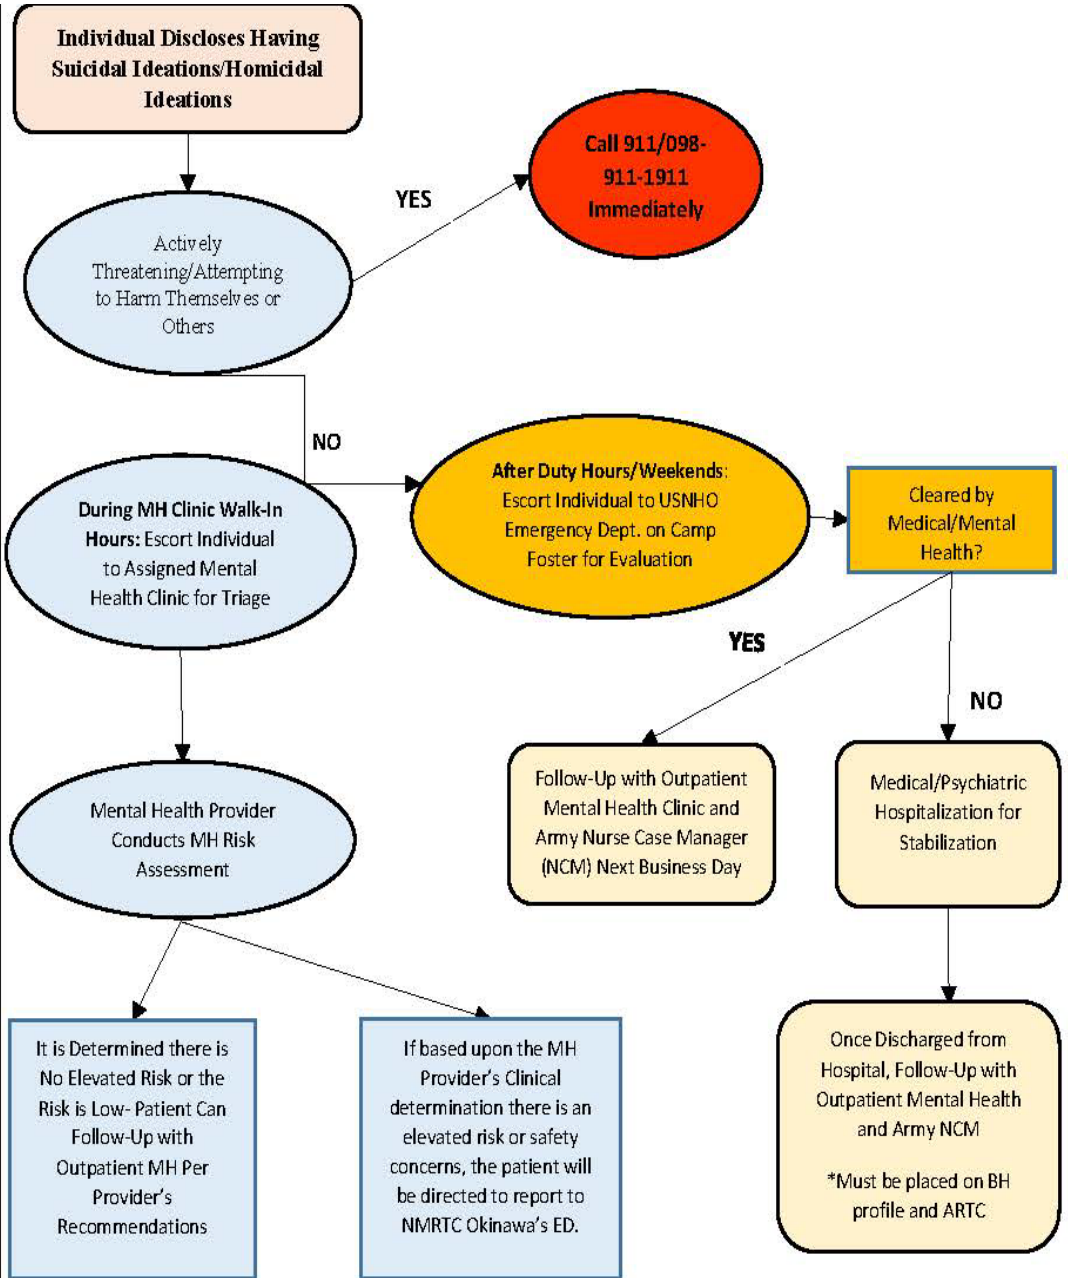 Individual Discloses Having
Suicidal Ideations/Homicidal
Ideations
Call 911/098-
911-1911
Immediately
YES
Actively
Threatening/Attempting
to Harm Themselves or
Others
NO
During MH Clinic Walk-In
Hours: Escort Individual
to Assigned Mental
Health Clinic for Triage
After Duty Hours/Weekends:
Escort Individual to USNHO
Emergency Dept. on Camp
Foster for Evaluation
Cleared by
Medical/Mental
Health?
YES
NO
Mental Health Provider
Conducts MH Risk
Assessment
Follow-Up with Outpatient
Mental Health Clinic and
Army Nurse Case Manager
(NCM) Next Business Day
Medical/Psychiatric
Hospitalization for
Stabilization
It is Determined there is
No Elevated Risk or the
Risk is Low- Patient Can
Follow-Up with
Outpatient MH Per
Provider's
Recommendations
If based upon the MH
Provider's Clinical
determination there is an
elevated risk or safety
concerns, the patient will
be directed to report to
NMRTC Okinawa's ED.
Once Discharged from
Hospital, Follow-Up with
Outpatient Mental Health
and Army NCM
*Must be placed on BH
profile and ARTC